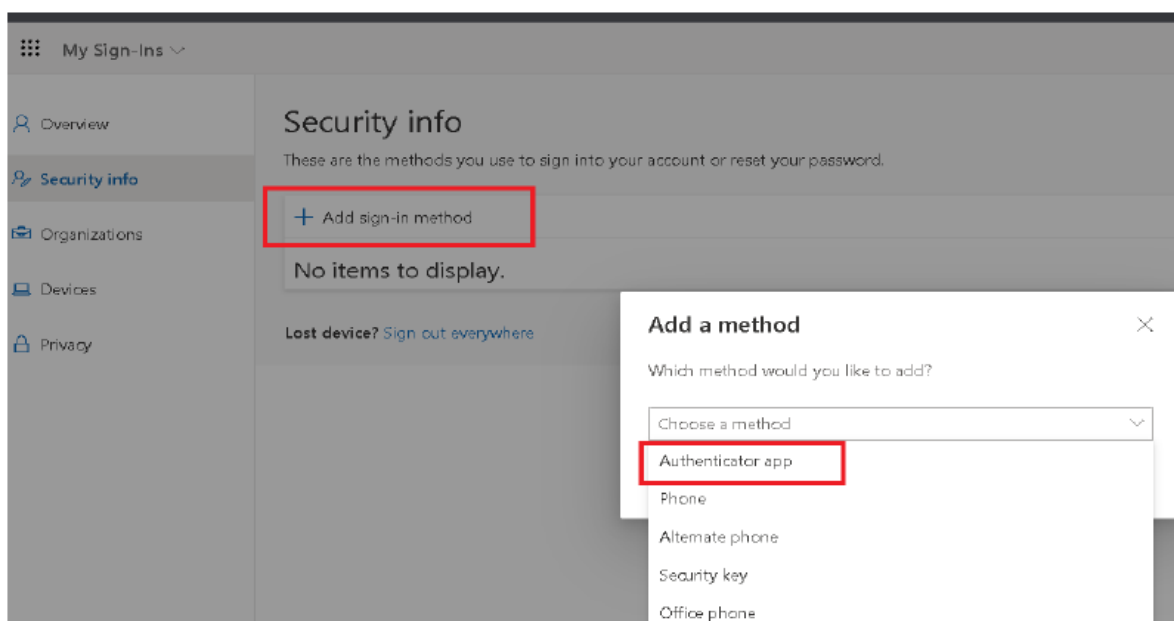 My Sign-Ins
Overview
Security info
Organizations
Devices
Privacy
Security info
These are the methods you use to sign into your account or reset your password.
+ Add sign-in method
No items to display.
Lost device? Sign out everywhere
Add a method
Which method would you like to add?
Choose a method
Authenticator app
Phone
Alternate phone
Security key
Office phone